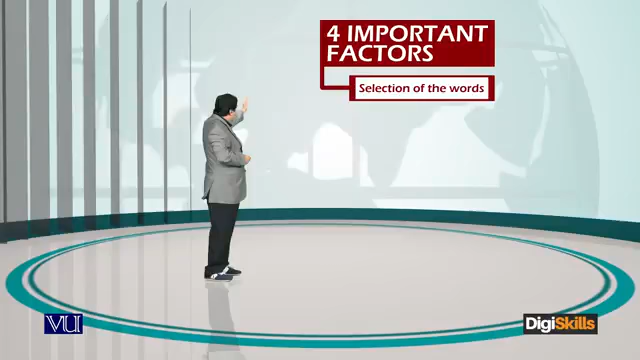 4 IMPORTANT
FACTORS
Selection of the words
VU
DigiSkills